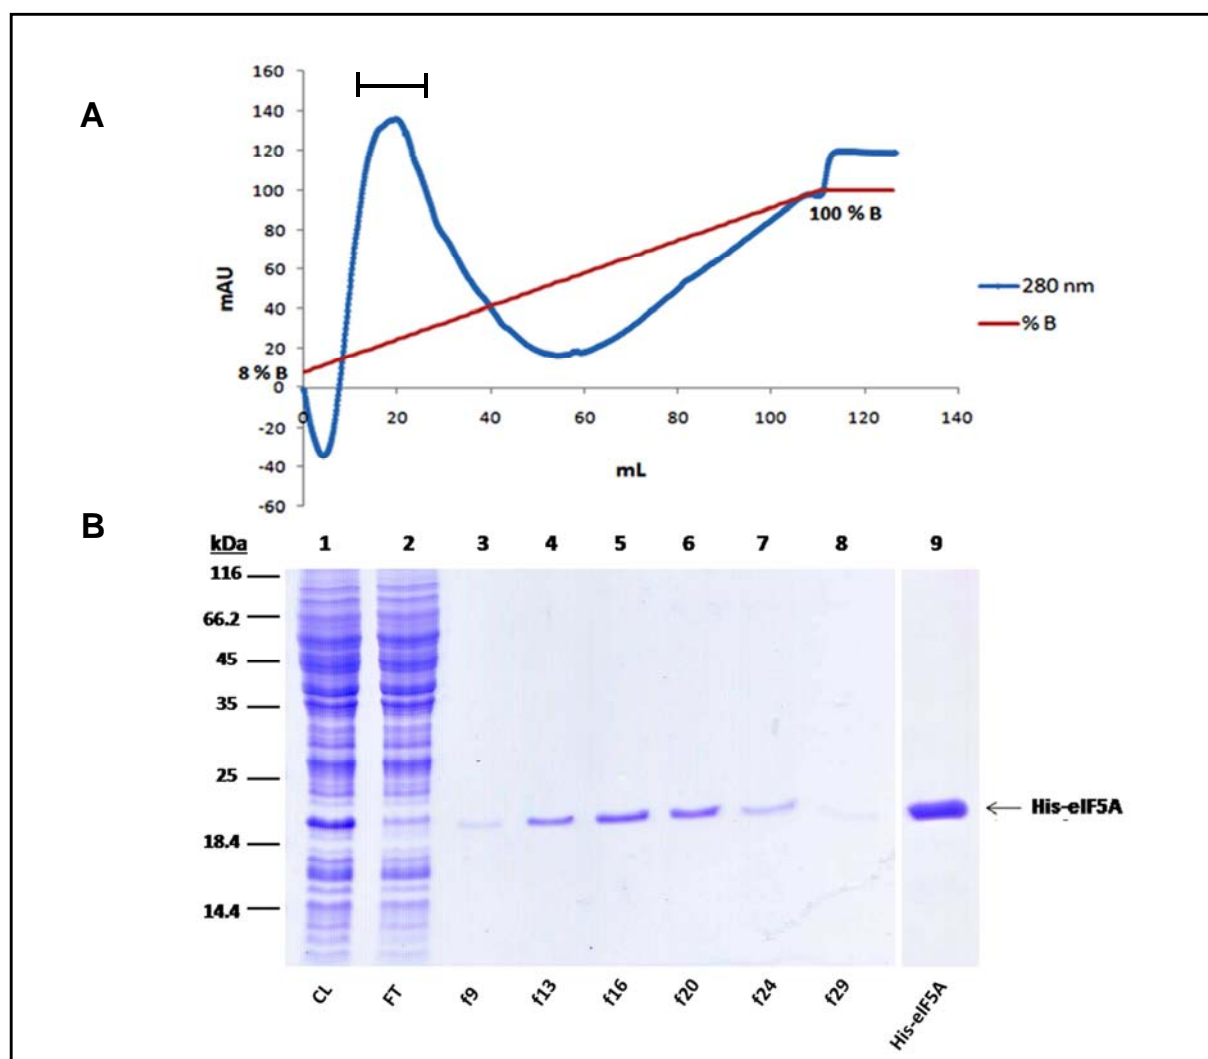 A
160
140
120
100
80
60
40
20
0
-20
-40
-60
mAU
8 % B
100 % B
0 20 40 60 80 100 120 140
mL
280 nm
% B
B
kDa 1 2 3 4 5 6 7 8 9
116
66.2
45
35
25
18.4
14.4
His-eIF5A
CL FT f9 f13 f16 f20 f24 f29 His-eIF5A